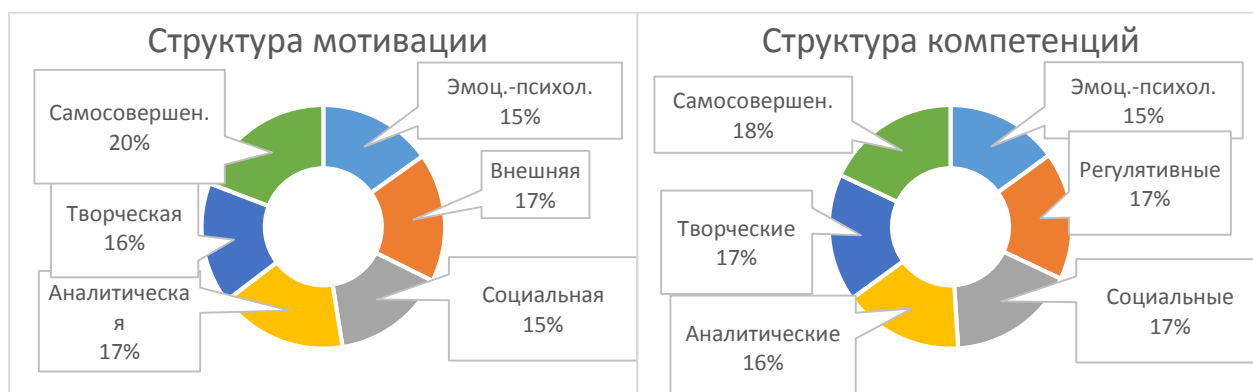 Структура мотивации
Эмоц.-психол.
15%
Внешняя
17%
Социальная
15%
Аналитическа
я
17%
Творческая
16%
Самосовершен.
20%
Структура компетенций
Эмоц.-психол.
15%
Регулятивные
17%
Социальные
17%
Аналитические
16%
Творческие
17%
Самосовершен.
18%